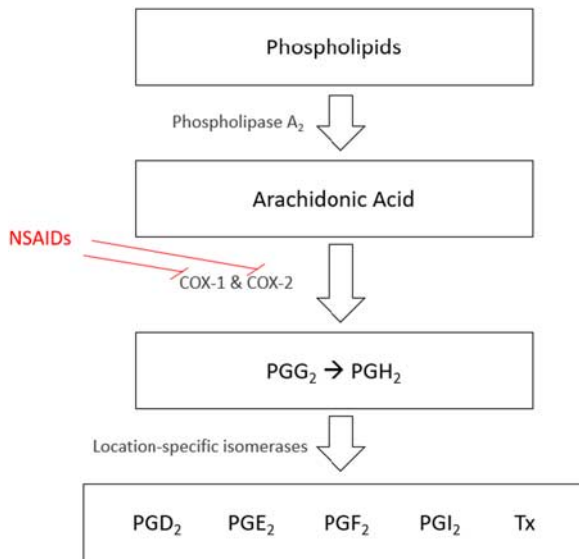 Phospholipids
Phospholipase A₂
Arachidonic Acid
NSAIDs
COX-1 & COX-2
PGG₂ → PGH₂
Location-specific isomerases
PGD₂ PGE₂ PGF₂ PGI₂ Tx